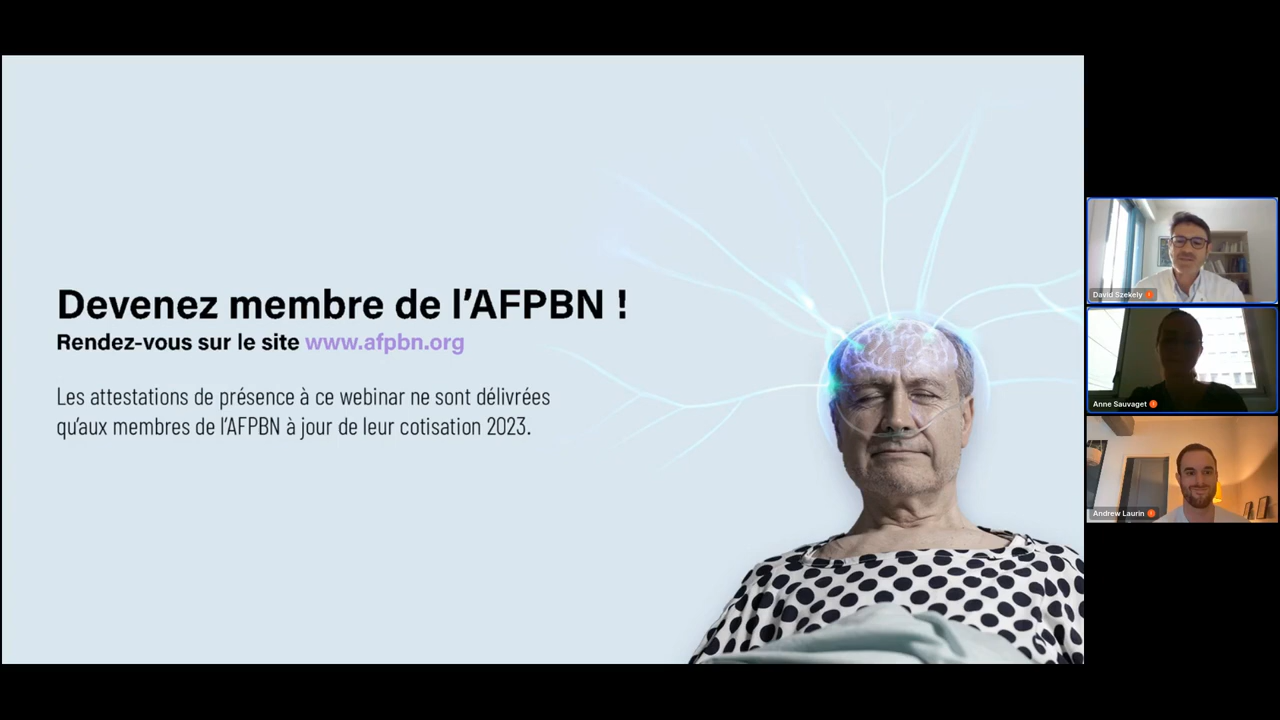 Devenez membre de l'AFPBN !
Rendez-vous sur le site www.afpbn.org
Les attestations de présence à ce webinar ne sont délivrées
qu'aux membres de l'AFPBN à jour de leur cotisation 2023.
David Szekely
Anne Sauvaget
Andrew Laurin